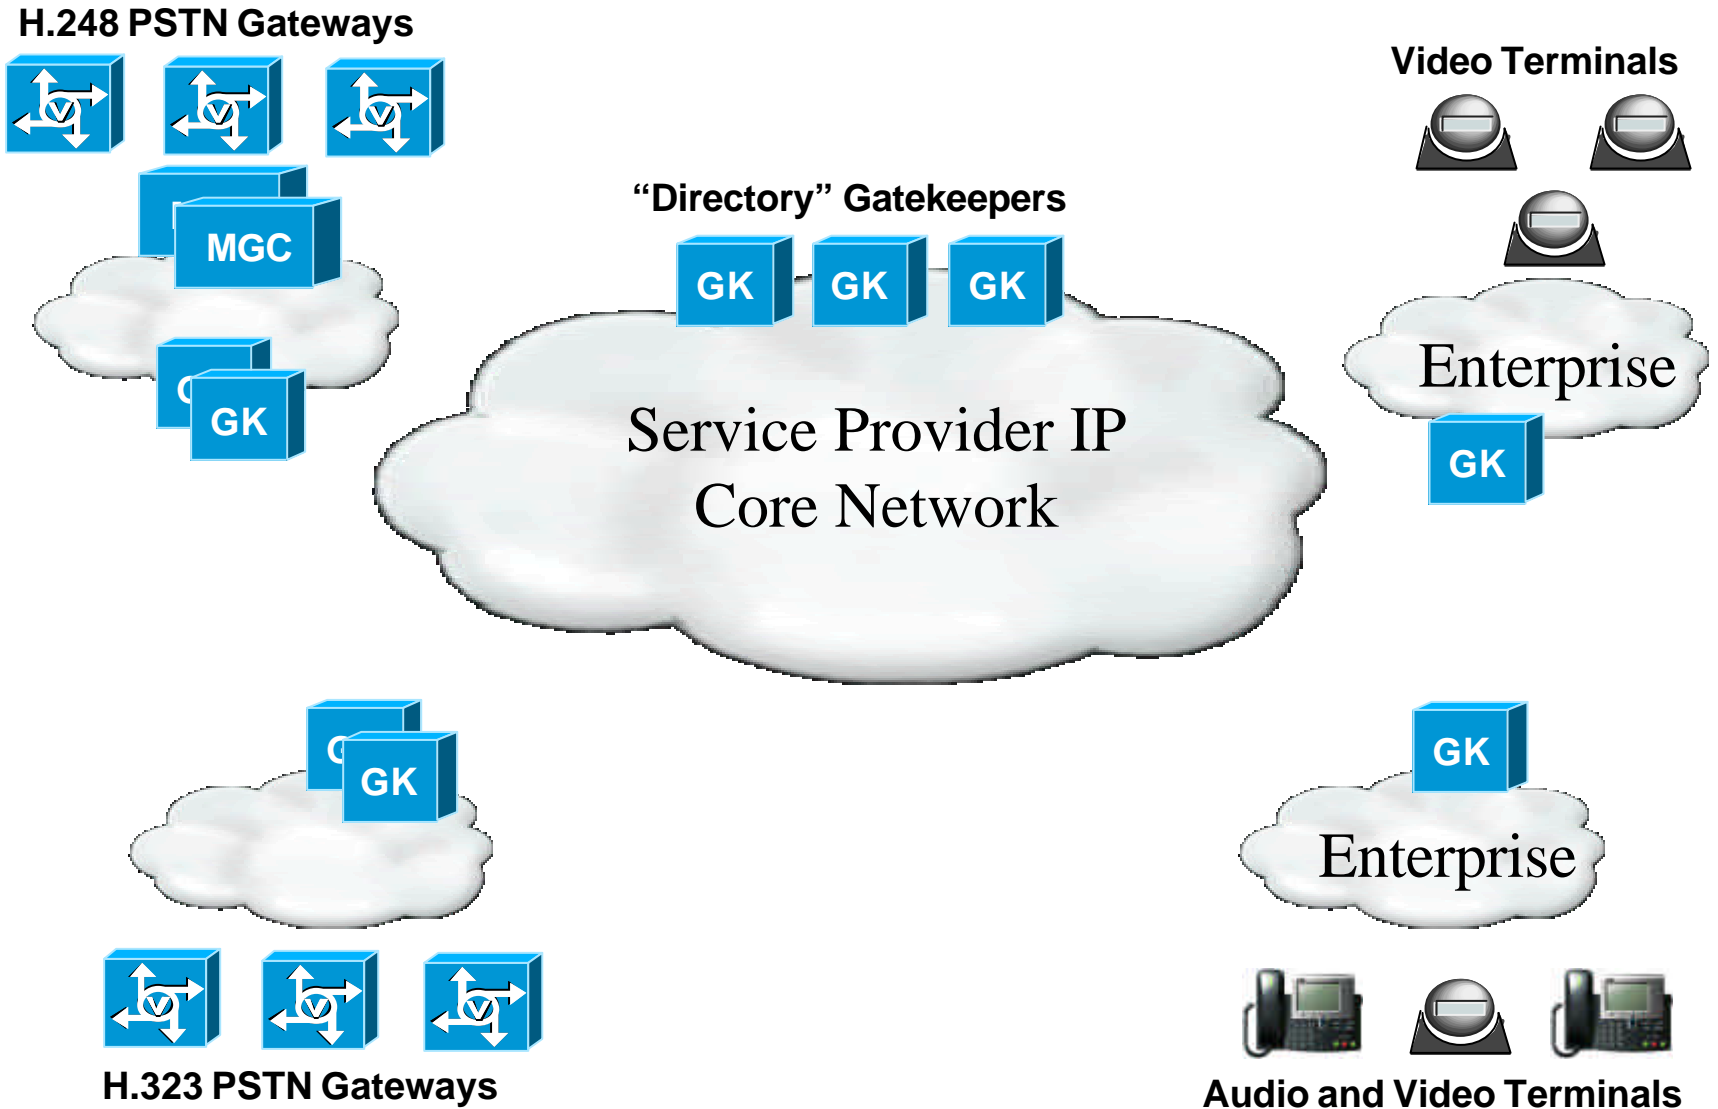 H.248 PSTN Gateways
V
V
V
Video Terminals
“Directory” Gatekeepers
MGC
GK
GK
GK
Service Provider IP
Core Network
Enterprise
GK
G
GK
G
GK
GK
Enterprise
V
V
V
H.323 PSTN Gateways
Audio and Video Terminals